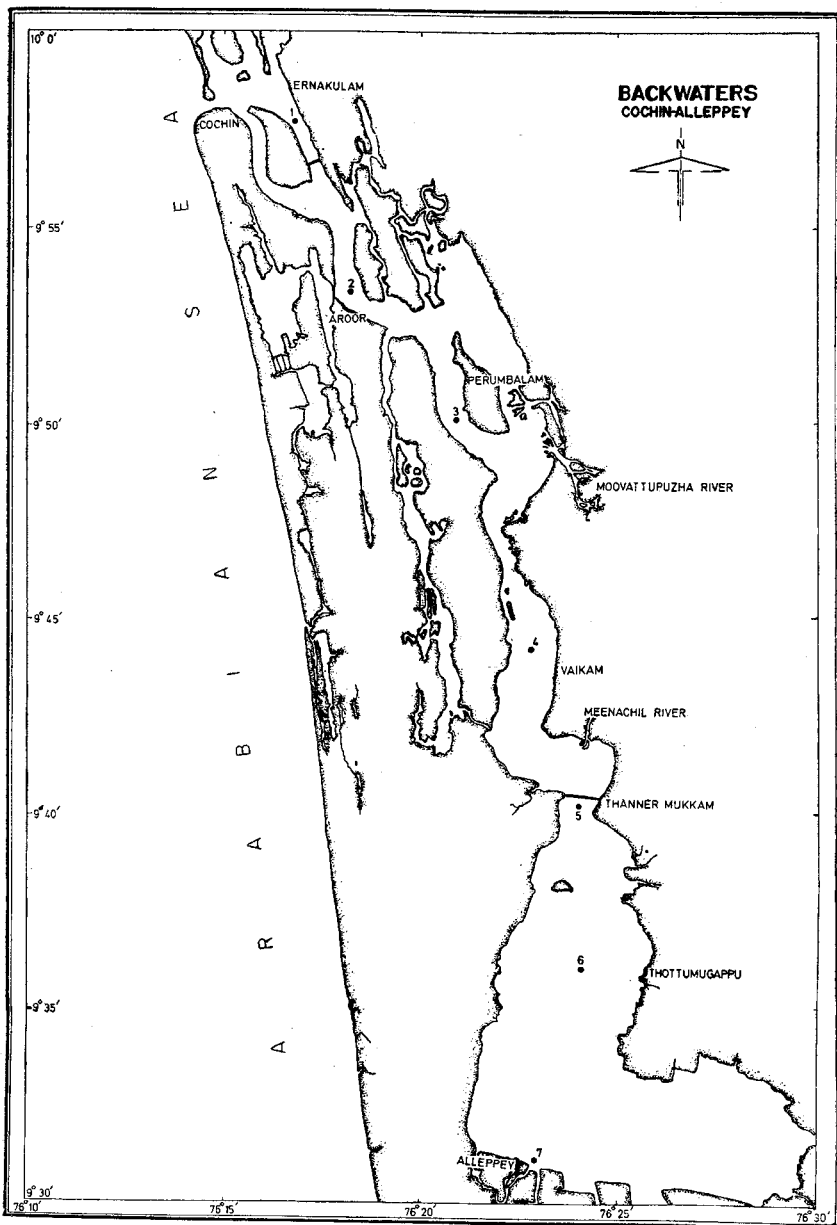 10° 0′
ERNAKULAM
BACKWATERS
COCHIN-ALLEPPEY
1
COCHIN
N
9° 55′
2
AROOR
PERUMBALAM
3
9° 50′
MOOVATTUPUZHA RIVER
9° 45′
4
VAIKAM
MEENACHIL RIVER
THANNER MUKKAM
9° 40′
5
6
THOTTUMUGAPPU
9° 35′
ARABIAN SEA
7
ALLEPPEY
9° 30′
76° 10′
76° 15′
76° 20′
76° 25′
76° 30′